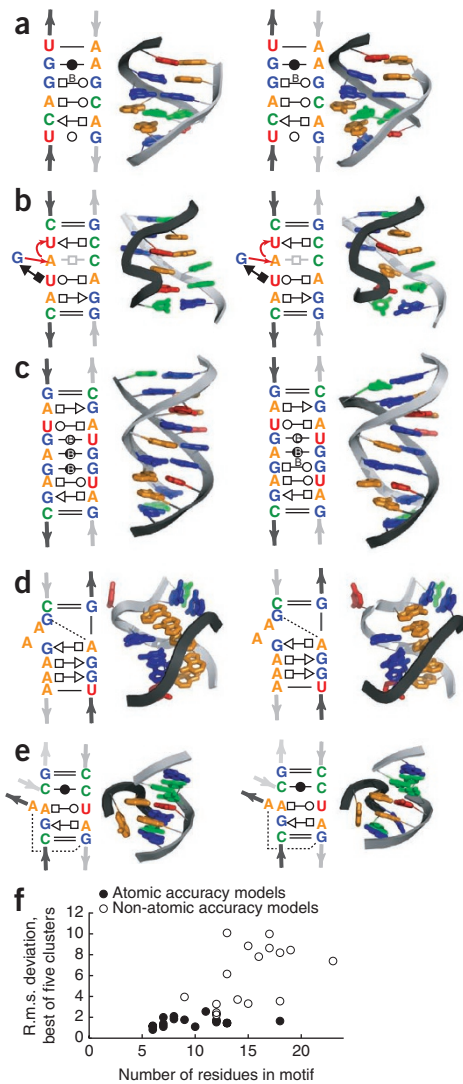 a
U A U A
G A G A
G B G G B G
A C A C
C A C A
U G U G
b
C G C G
U C U C
G A C G A C
U A U A
A G A G
C G C G
c
G C G C
A G A G
U A U A
G C U G C U
A B G A B G
G B G G B G
A U A U
G A G A
C G C G
d
C G C G
G G
A A
A A
G A G A
A G A G
A G A G
A U A U
e
G C G C
C C C C
A A U A A U
G A G A
C G C G
f
Atomic accuracy models
Non-atomic accuracy models
R.m.s. deviation,
best of five clusters
12
10
8
6
4
2
0
0 5 10 15 20
Number of residues in motif